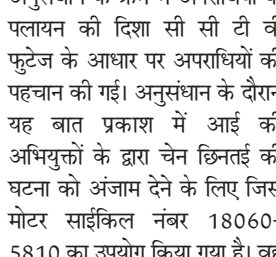 पलायन की दिशा सी सी टी वी
फुटेज के आधार पर अपराधियों की
पहचान की गई। अनुसंधान के दौरान
यह बात प्रकाश में आई की
अभियुक्तों के द्वारा चेन छिनतई की
घटना को अंजाम देने के लिए जिस
मोटर साईकिल नंबर 18060-
5810 का उपयोग किया गया है। वह